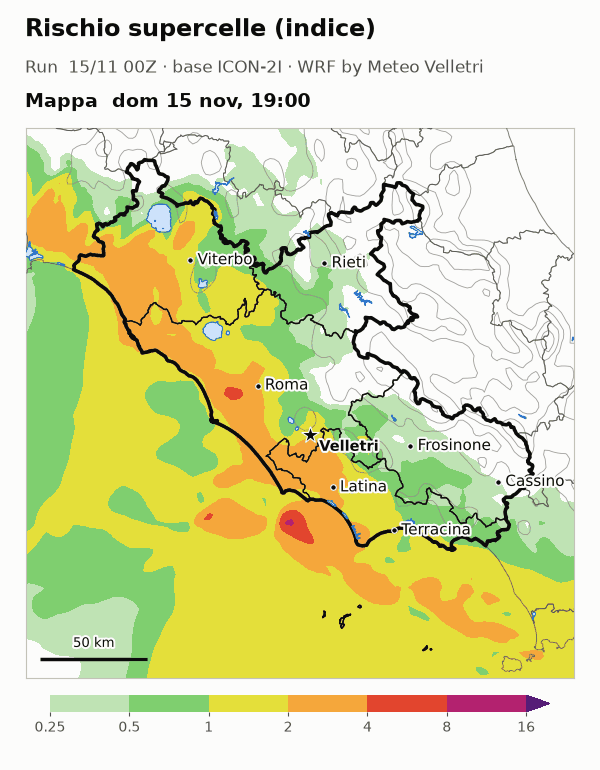 Rischio supercelle (indice)
Run  15/11 00Z · base ICON-2I · WRF by Meteo Velletri
Mappa  dom 15 nov, 19:00
Viterbo
Rieti
Roma
Velletri
Frosinone
Cassino
Latina
Terracina
50 km
0.25 0.5 1 2 4 8 16